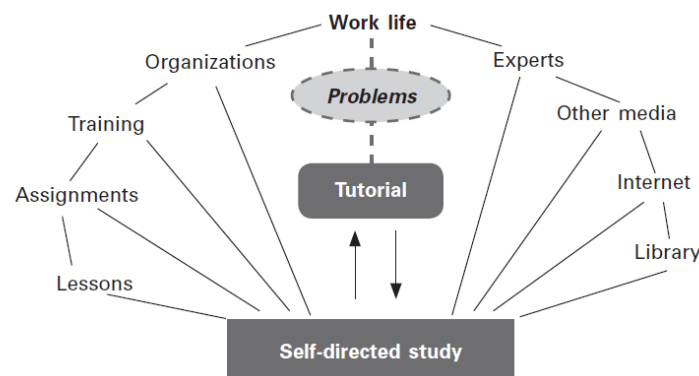 Work life
Organizations
Experts
Problems
Training
Other media
Tutorial
Assignments
Internet
Lessons
Library
Self-directed study